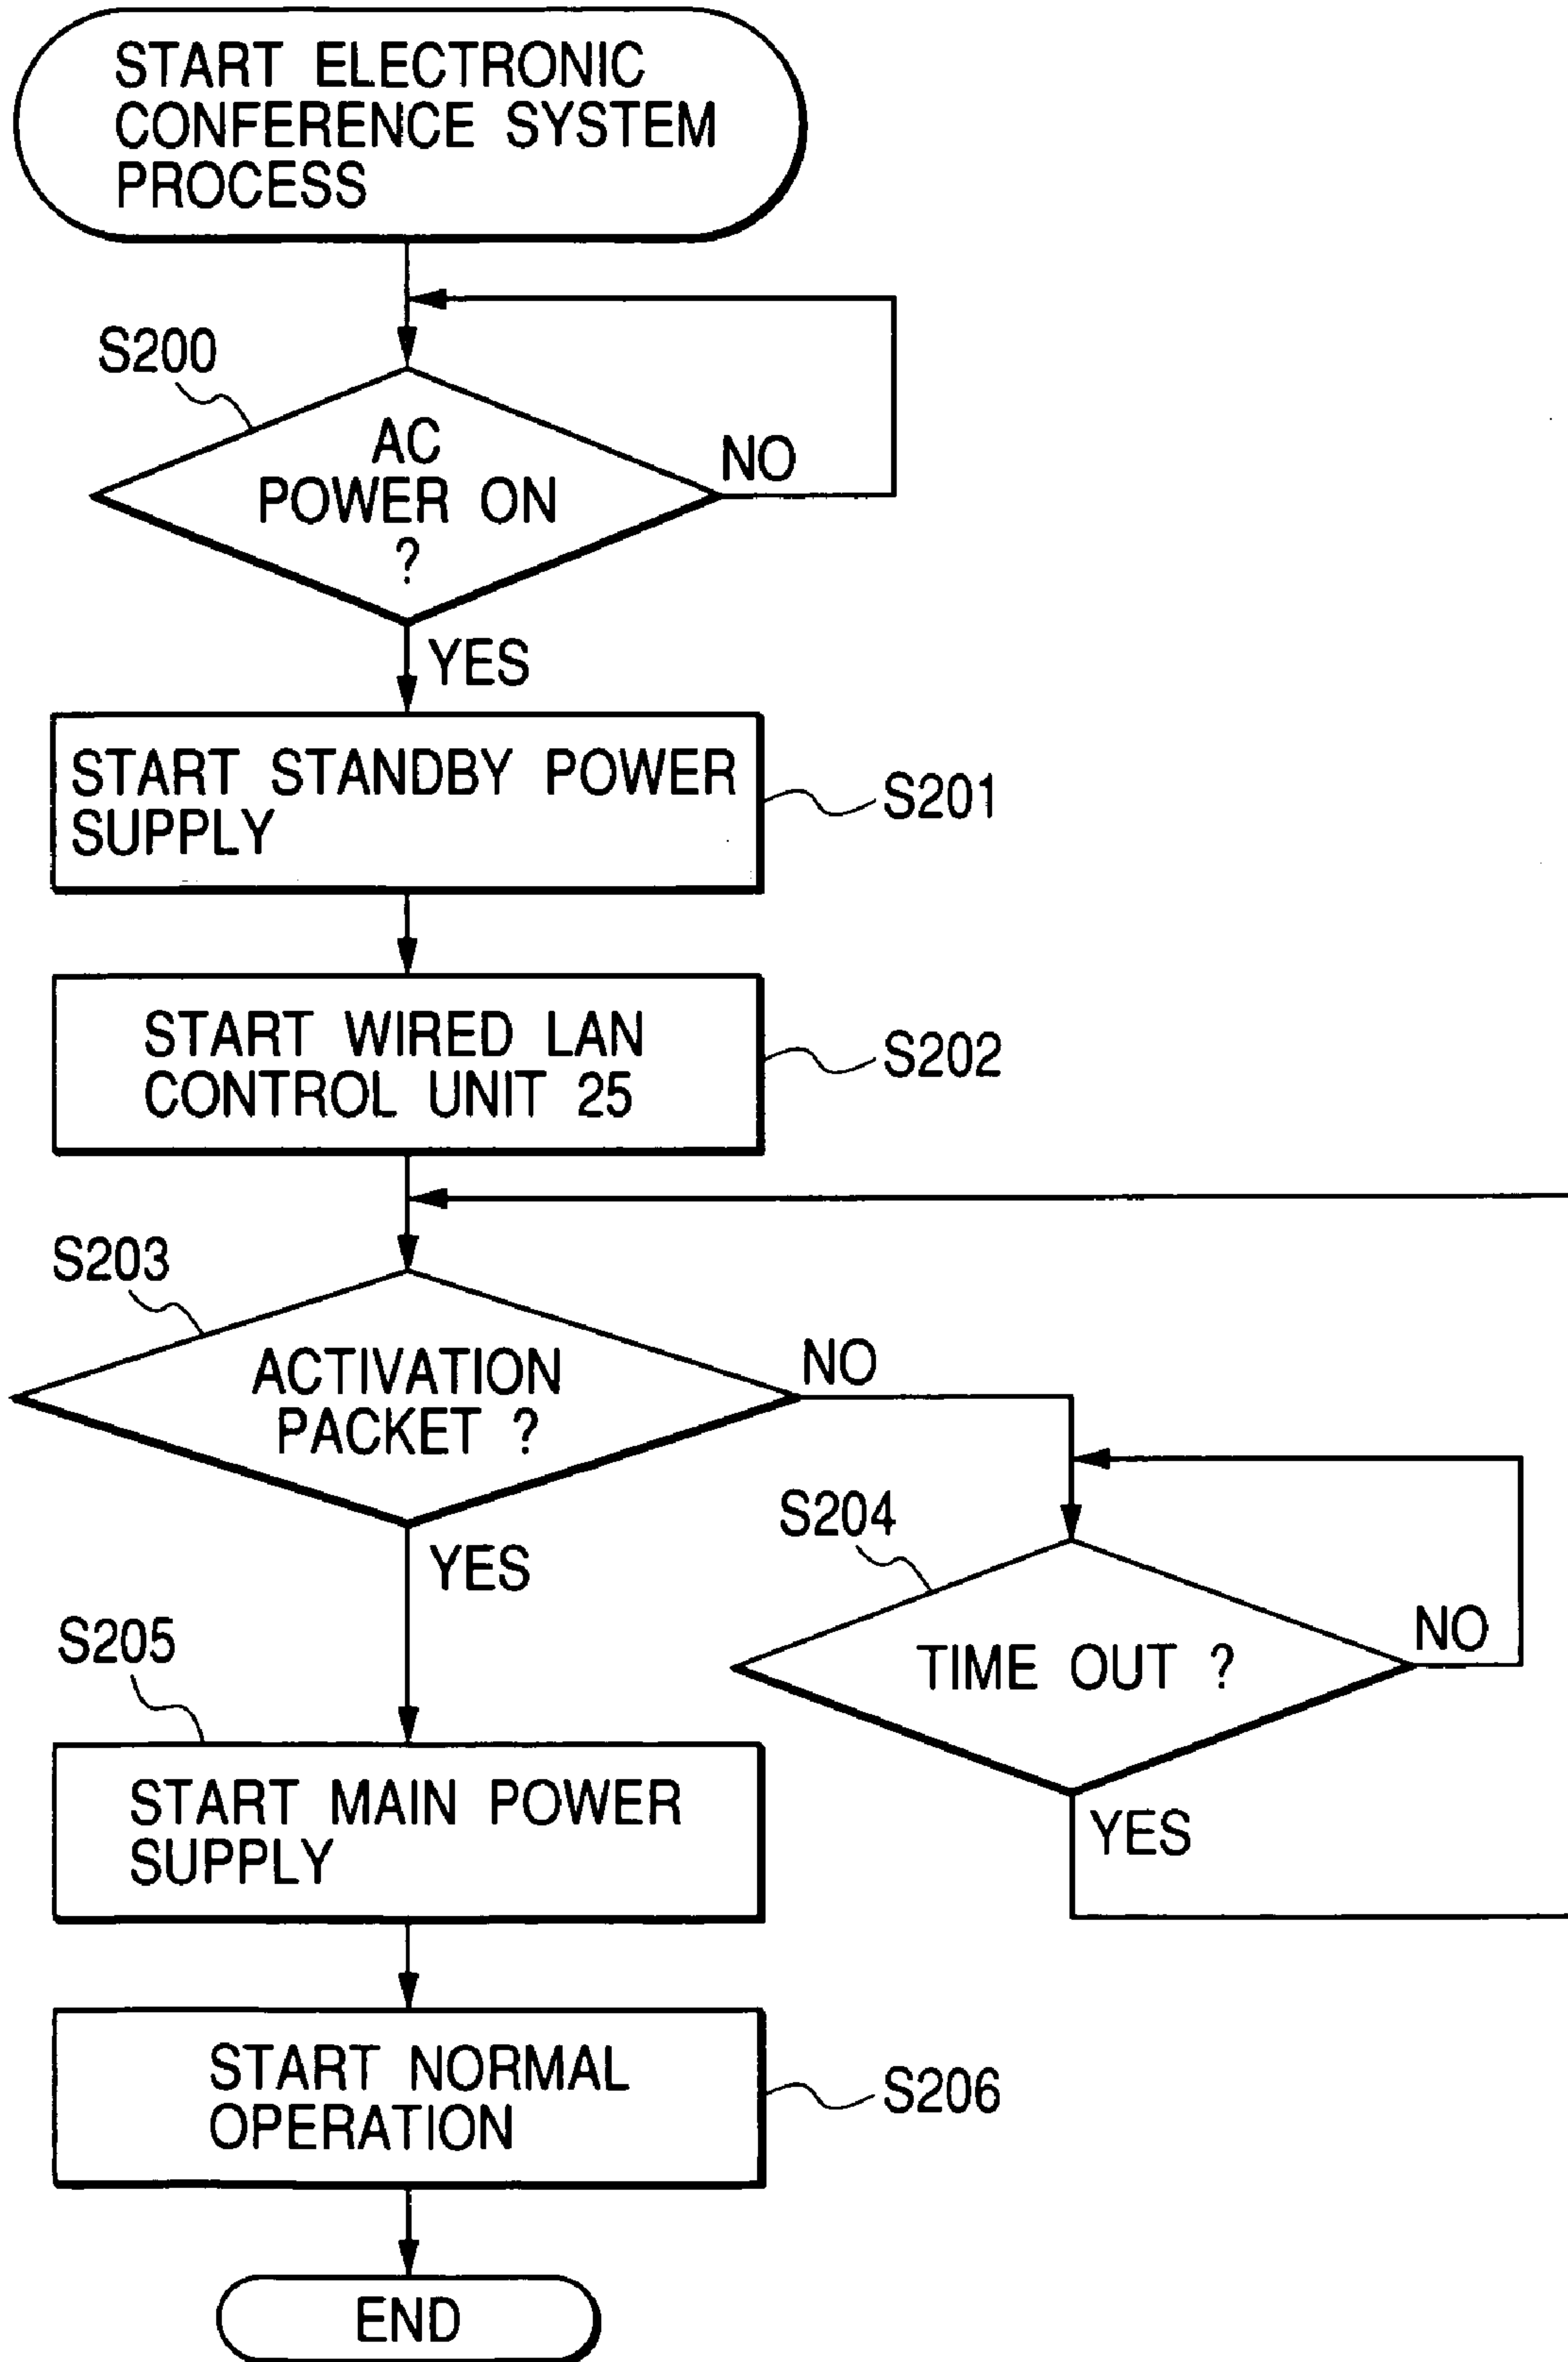 START ELECTRONIC
CONFERENCE SYSTEM
PROCESS
S200
AC
POWER ON
?
NO
YES
START STANDBY POWER
SUPPLY
S201
START WIRED LAN
CONTROL UNIT 25
S202
S203
ACTIVATION
PACKET ?
NO
YES
S204
TIME OUT ?
NO
YES
S205
START MAIN POWER
SUPPLY
START NORMAL
OPERATION
S206
END